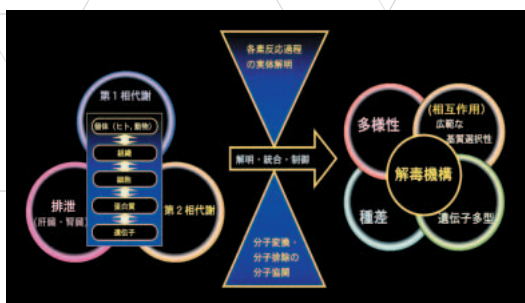 第1相代謝
個体（ヒト,動物）
組織
細胞
蛋白質
遺伝子
排泄
(肝臓・腎臓)
第2相代謝
各素反応過程
の実体解明
解明・統合・制御
分子変換・
分子排除の
分子協関
多様性
(相互作用)
広範な
基質選択性
解毒機構
種差
遺伝子多型